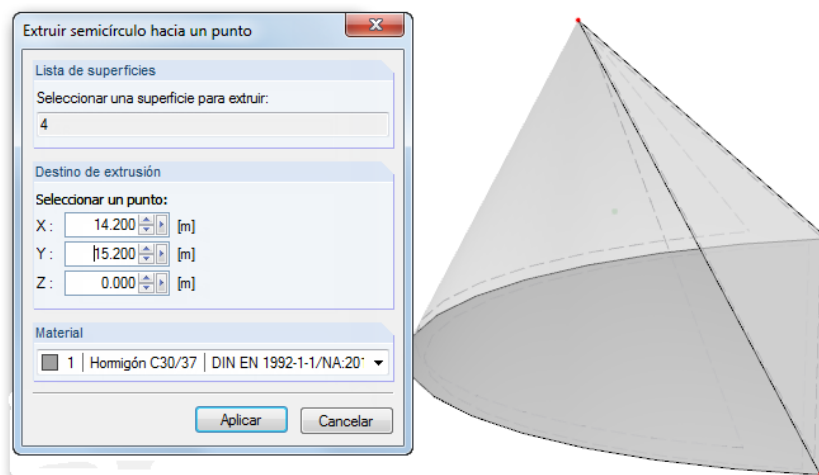 Extruir semicírculo hacia un punto
Lista de superficies
Seleccionar una superficie para extruir:
4
Destino de extrusión
Seleccionar un punto:
X : 14.200 [m]
Y : 15.200 [m]
Z : 0.000 [m]
Material
1 Hormigón C30/37 DIN EN 1992-1-1/NA:201
Aplicar Cancelar